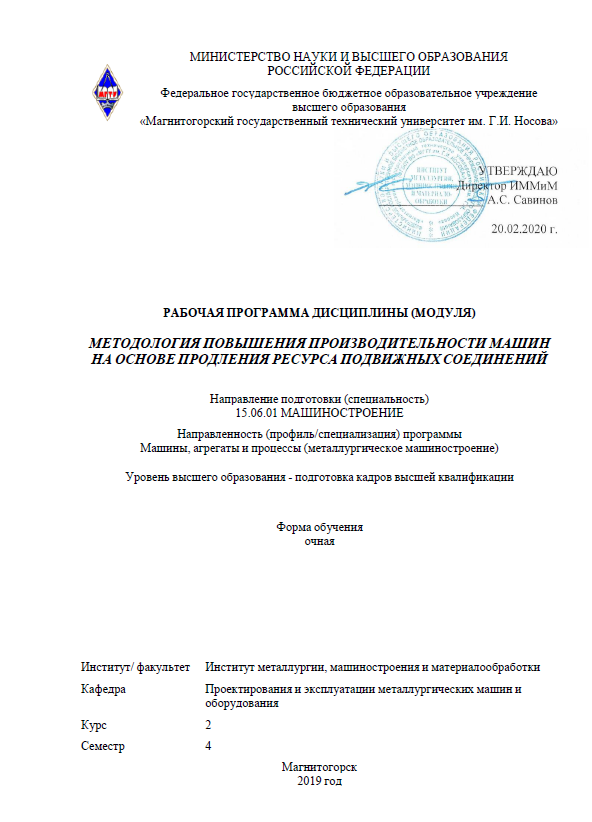 МИНИСТЕРСТВО НАУКИ И ВЫСШЕГО ОБРАЗОВАНИЯ
РОССИЙСКОЙ ФЕДЕРАЦИИ
Федеральное государственное бюджетное образовательное учреждение
высшего образования
«Магнитогорский государственный технический университет им. Г.И. Носова»
МГТУ
УТВЕРЖДАЮ
Директор ИММиМ
А.С. Савинов
20.02.2020 г.
ИНСТИТУТ
РАБОЧАЯ ПРОГРАММА ДИСЦИПЛИНЫ (МОДУЛЯ)
МЕТОДОЛОГИЯ ПОВЫШЕНИЯ ПРОИЗВОДИТЕЛЬНОСТИ МАШИН
НА ОСНОВЕ ПРОДЛЕНИЯ РЕСУРСА ПОДВИЖНЫХ СОЕДИНЕНИЙ
Направление подготовки (специальность)
15.06.01 МАШИНОСТРОЕНИЕ
Направленность (профиль/специализация) программы
Машины, агрегаты и процессы (металлургическое машиностроение)
Уровень высшего образования - подготовка кадров высшей квалификации
Форма обучения
очная
Институт/ факультет Институт металлургии, машиностроения и материалообработки
Кафедра Проектирования и эксплуатации металлургических машин и
оборудования
Курс 2
Семестр 4
Магнитогорск
2019 год